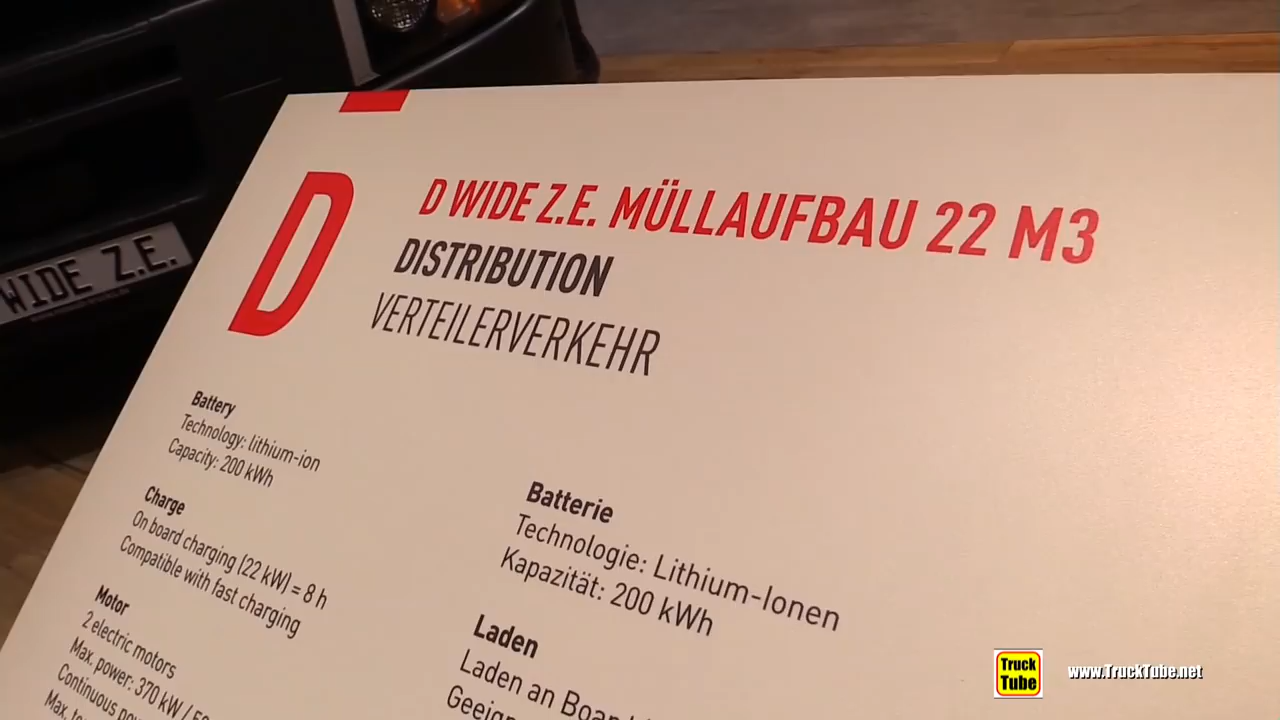 WIDE Z.E.
D
D WIDE Z.E. MÜLLAUFBAU 22 M3
DISTRIBUTION
VERTEILERVERKEHR
Battery
Technology: lithium-ion
Capacity: 200 kWh
Charge
On board charging (22 kW) = 8 h
Compatible with fast charging
Motor
2 electric motors
Max. power: 370 kW /
Continuous
Max.
Batterie
Technologie: Lithium-Ionen
Kapazität: 200 kWh
Laden
Laden an
Truck
Tube
www.TruckTube.net